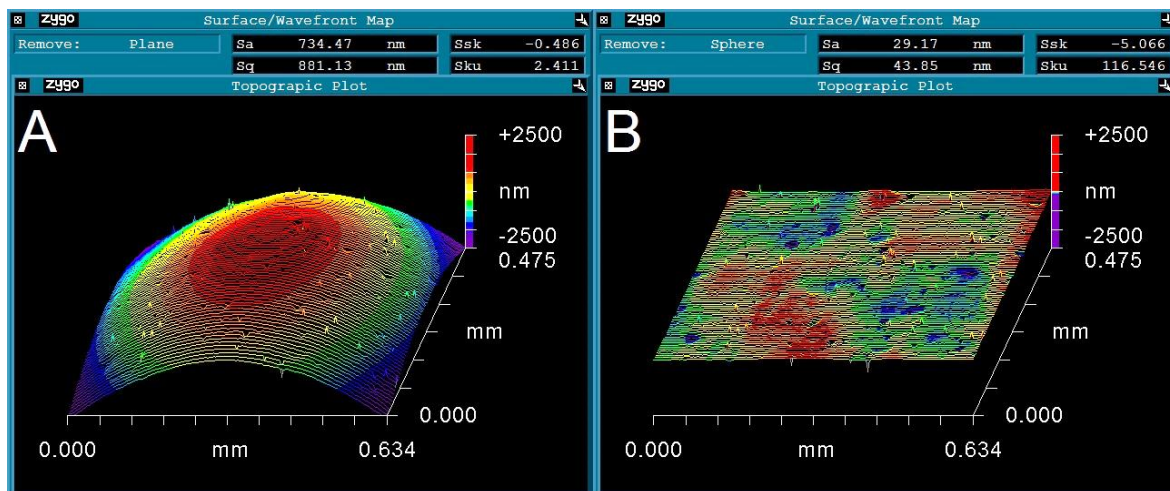 zygo Surface/Wavefront Map
Remove: Plane Sa 734.47 nm Ssk -0.486
Sq 881.13 nm Sku 2.411
zygo Topograpic Plot
A
+2500
nm
-2500
0.475
mm
0.000
0.000 mm 0.634
zygo Surface/Wavefront Map
Remove: Sphere Sa 29.17 nm Ssk -5.066
Sq 43.85 nm Sku 116.546
zygo Topograpic Plot
B
+2500
nm
-2500
0.475
mm
0.000
0.000 mm 0.634